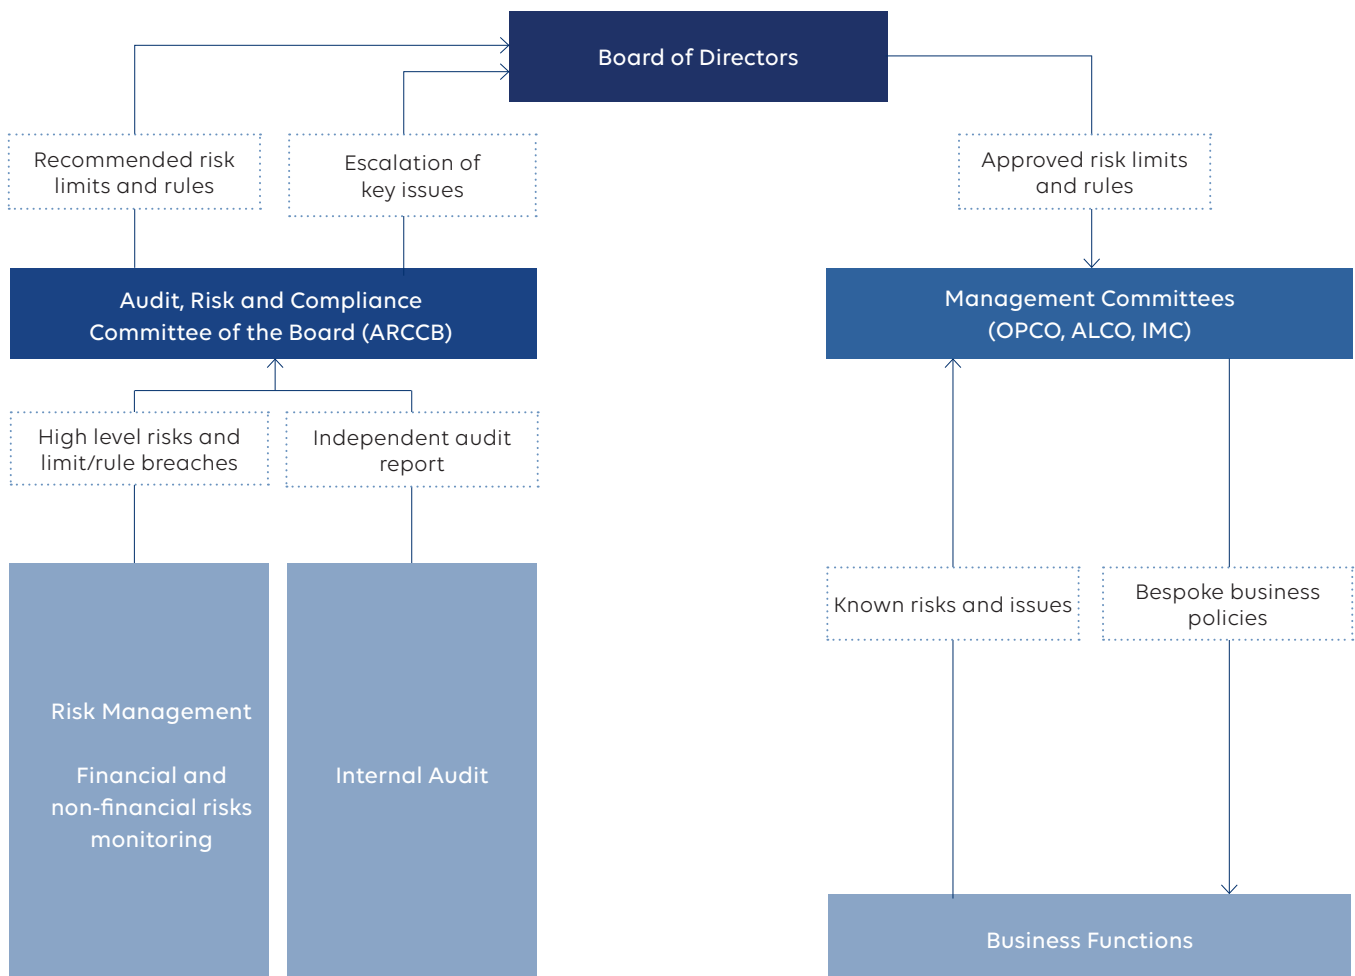 Board of Directors
Recommended risk
limits and rules
Escalation of
key issues
Approved risk limits
and rules
Audit, Risk and Compliance
Committee of the Board (ARCCB)
Management Committees
(OPCO, ALCO, IMC)
High level risks and
limit/rule breaches
Independent audit
report
Known risks and issues
Bespoke business
policies
Risk Management
Financial and
non-financial risks
monitoring
Internal Audit
Business Functions